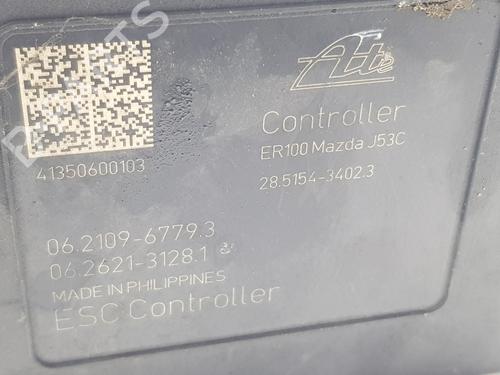 Ate
Controller
ER100 Mazda J53C
28.5154-3402.3
41350600103
06.2109-6779.3
06.2621-3128.1
MADE IN PHILIPPINES
ESC Controller